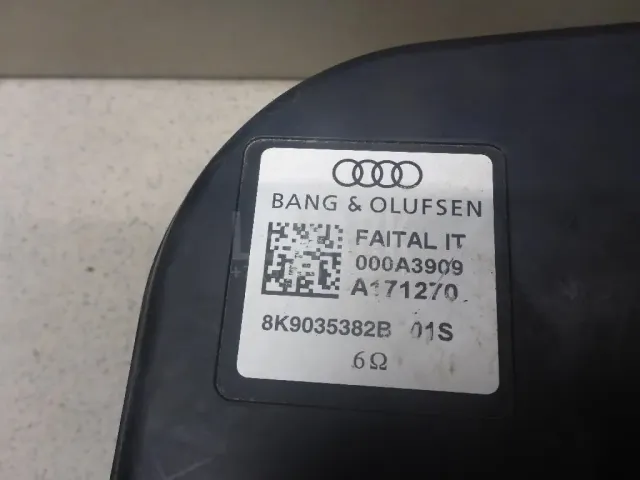 BANG & OLUFSEN
FAITAL IT
000A3909
A171270
8K9035382B 01S
6Ω